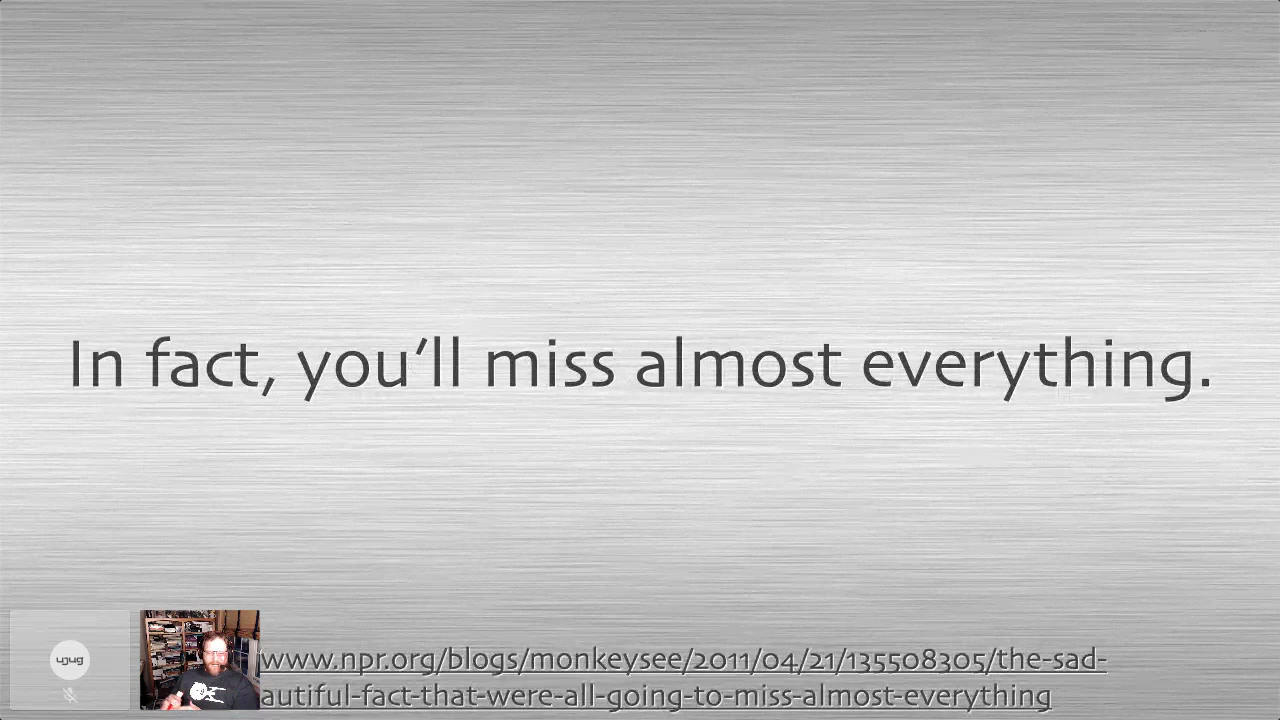 In fact, you’ll miss almost everything.
www.npr.org/blogs/monkeysee/2011/04/21/135508305/the-sad-
autiful-fact-that-were-all-going-to-miss-almost-everything
ujug